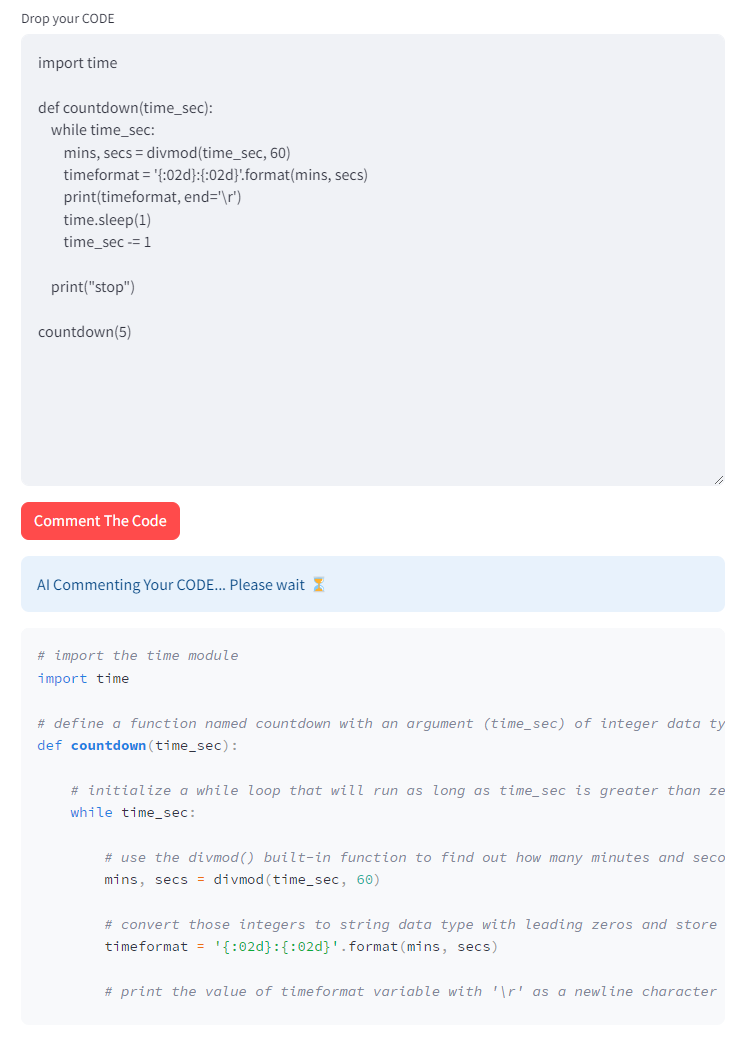 Drop your CODE
import time
def countdown(time_sec):
while time_sec:
mins, secs = divmod(time_sec, 60)
timeformat = '{:02d}:{:02d}'.format(mins, secs)
print(timeformat, end='\r')
time.sleep(1)
time_sec -= 1
print("stop")
countdown(5)
Comment The Code
AI Commenting Your CODE... Please wait ⏳
# import the time module
import time
# define a function named countdown with an argument (time_sec) of integer data ty
def countdown(time_sec):
# initialize a while loop that will run as long as time_sec is greater than ze
while time_sec:
# use the divmod() built-in function to find out how many minutes and seco
mins, secs = divmod(time_sec, 60)
# convert those integers to string data type with leading zeros and store
timeformat = '{:02d}:{:02d}'.format(mins, secs)
# print the value of timeformat variable with '\r' as a newline character